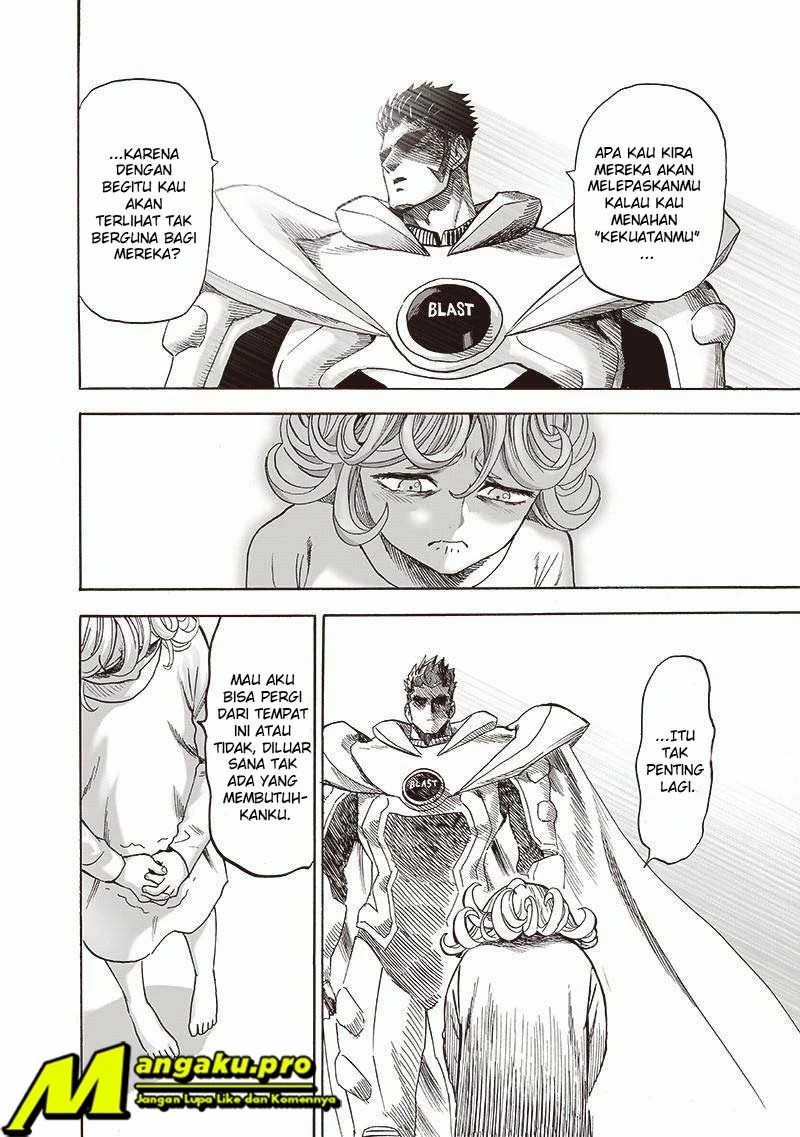 APA KAU KIRA
MEREKA AKAN
MELEPASKANMU
KALAU KAU
MENAHAN
"KEKUATANMU"
...
...KARENA
DENGAN
BEGITU KAU
AKAN
TERLIHAT TAK
BERGUNA BAGI
MEREKA?
BLAST
...ITU
TAK
PENTING
LAGI.
BLAST
MAU AKU
BISA PERGI
DARI TEMPAT
INI ATAU
TIDAK, DILUAR
SANA TAK
ADA YANG
MEMBUTUH-
KANKU.
Mangaku.pro
Jangan Lupa Like dan Komennya